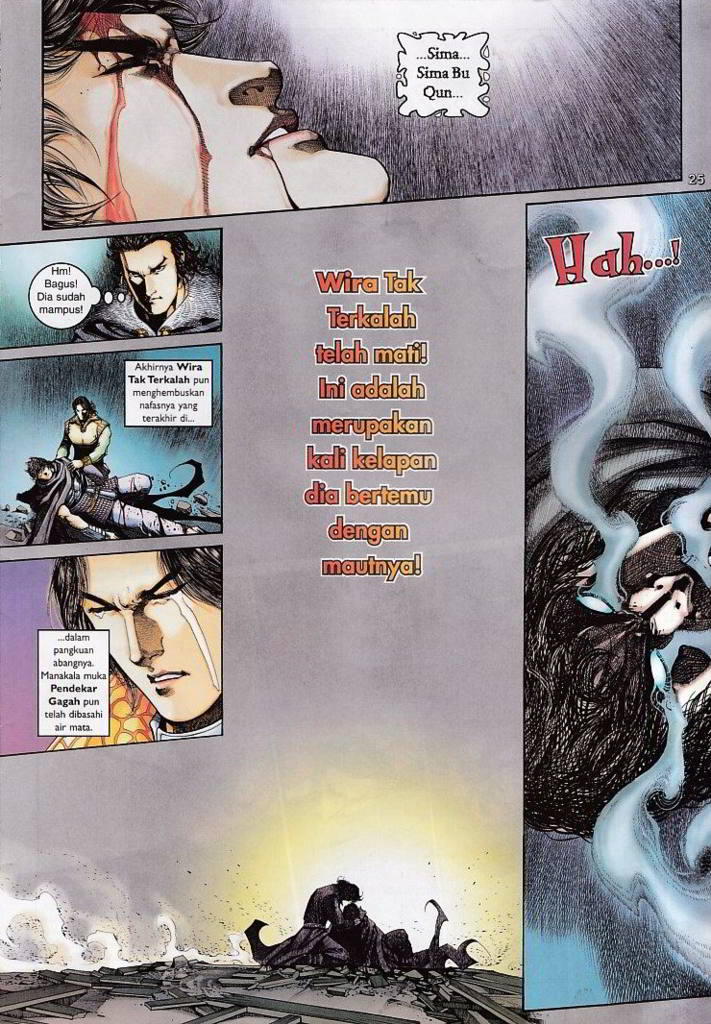 ...Sima...
Sima Bu
Qun...
25
Hm!
Bagus!
Dia sudah
mampus!
Akhirnya Wira
Tak Terkalah pun
menghembuskan
nafasnya yang
terakhir di...
...dalam
pangkuan
abangnya.
Manakala muka
Pendekar
Gagah pun
telah dibasahi
air mata.
Wira Tak
Terkalah
telah mati!
Ini adalah
merupakan
kali kelapan
dia bertemu
dengan
mautnya!
Hah...!